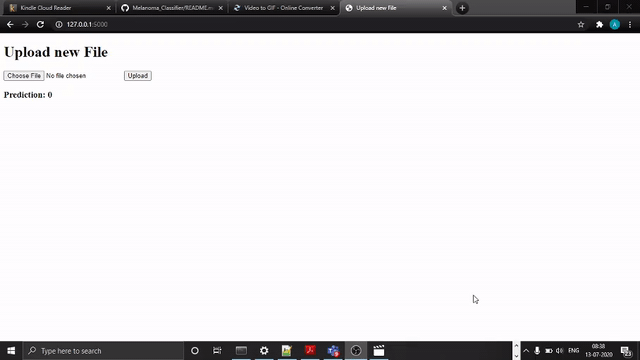 Kindle Cloud Reader
Melanoma_Classifier/README.m
Video to GIF - Online Converter
Upload new File
127.0.0.1:5000
A
Upload new File
Choose File No file chosen Upload
Prediction: 0
Type here to search
ENG
08:38
13-07-2020
23